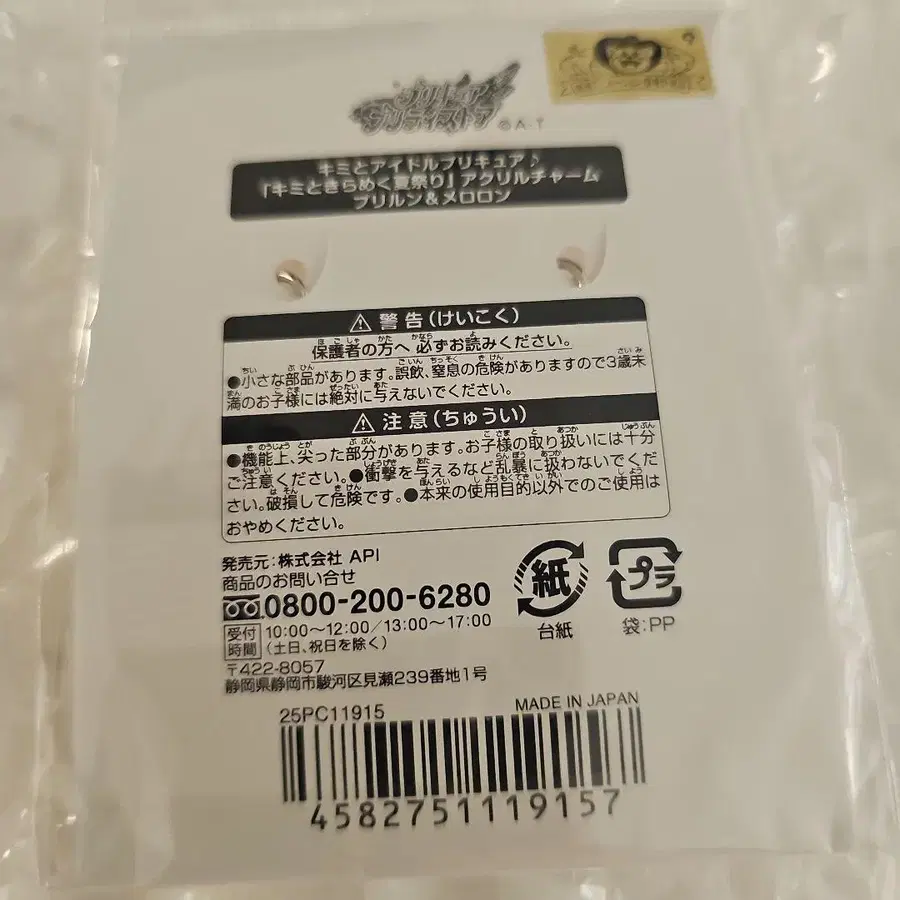 プリキュア
プリティストア
©A-T
キミとアイドルプリキュア♪
「キミときらめく夏祭り」アクリルチャーム
プリルン&メロロン
⚠ 警告(けいこく)
保護者の方へ 必ずお読みください。
●小さな部品があります。誤飲、窒息の危険がありますので3歳未
満のお子様には絶対に与えないでください。
⚠ 注意(ちゅうい)
●機能上、尖った部分があります。お子様の取り扱いには十分
ご注意ください。●衝撃を与えるなど乱暴に扱わないでくだ
さい。破損して危険です。●本来の使用目的以外でのご使用は
おやめください。
発売元:株式会社 API
商品のお問い合せ
0800-200-6280
受付時間 10:00～12:00/13:00～17:00
(土日、祝日を除く)
〒422-8057
静岡県静岡市駿河区見瀬239番地1号
紙
台紙
プラ
袋:PP
25PC11915
MADE IN JAPAN
4582751119157